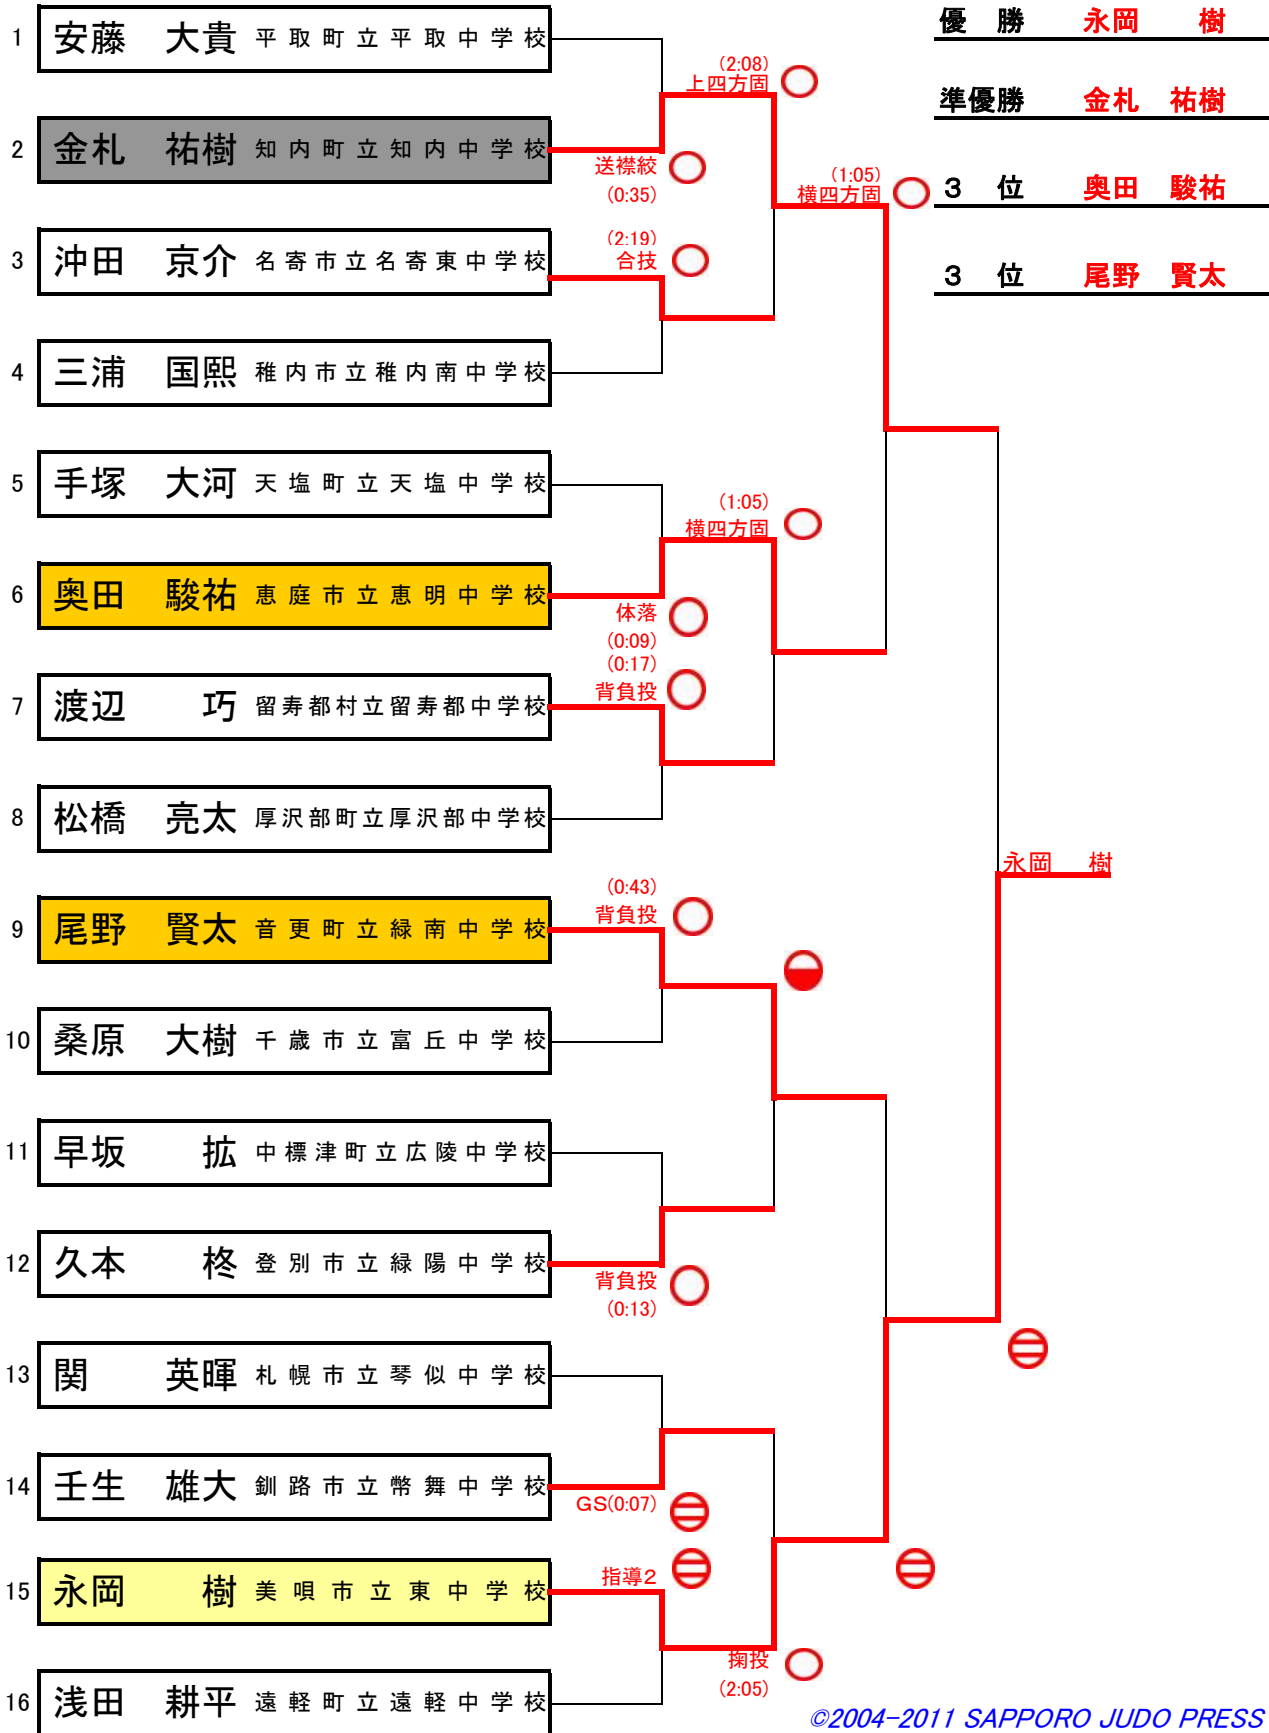 優　勝　永岡　樹
準優勝　金札　祐樹
３　位　奥田　駿祐
３　位　尾野　賢太
1 安藤　大貴 平取町立平取中学校
(2:08)
上四方固
2 金札　祐樹 知内町立知内中学校
送襟絞
(0:35)
(1:05)
横四方固
3 沖田　京介 名寄市立名寄東中学校
(2:19)
合技
4 三浦　国熙 稚内市立稚内南中学校
5 手塚　大河 天塩町立天塩中学校
(1:05)
横四方固
6 奥田　駿祐 恵庭市立恵明中学校
体落
(0:09)
(0:17)
背負投
7 渡辺　巧 留寿都村立留寿都中学校
8 松橋　亮太 厚沢部町立厚沢部中学校
永岡　樹
(0:43)
背負投
9 尾野　賢太 音更町立緑南中学校
10 桑原　大樹 千歳市立富丘中学校
11 早坂　拡 中標津町立広陵中学校
12 久本　柊 登別市立緑陽中学校
背負投
(0:13)
13 関　英暉 札幌市立琴似中学校
14 壬生　雄大 釧路市立幣舞中学校
GS(0:07)
指導2
15 永岡　樹 美唄市立東中学校
掬投
(2:05)
16 浅田　耕平 遠軽町立遠軽中学校
©2004-2011 SAPPORO JUDO PRESS